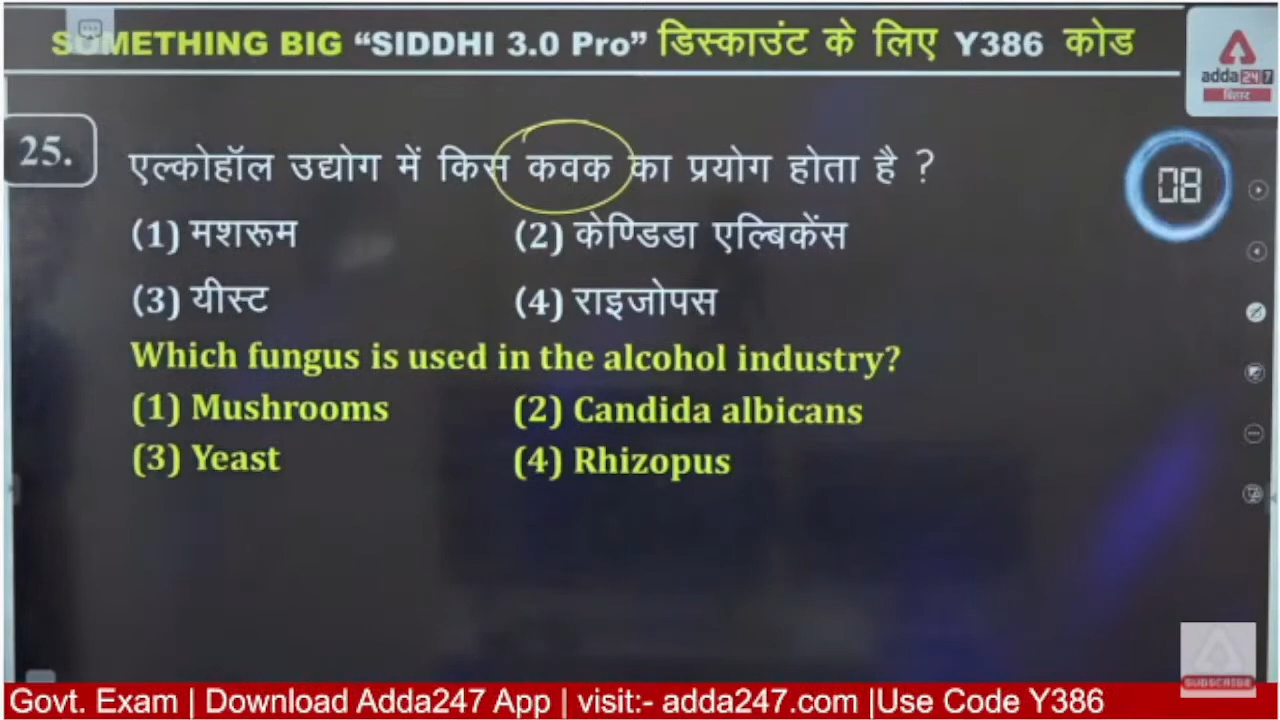 SOMETHING BIG “SIDDHI 3.0 Pro” डिस्काउंट के लिए Y386 कोड
adda247
बिहार
25.
एल्कोहॉल उद्योग में किस कवक का प्रयोग होता है ?
08
(1) मशरूम (2) केण्डिडा एल्बिकेंस
(3) यीस्ट (4) राइजोपस
Which fungus is used in the alcohol industry?
(1) Mushrooms (2) Candida albicans
(3) Yeast (4) Rhizopus
SUBSCRIBE
Govt. Exam | Download Adda247 App | visit:- adda247.com |Use Code Y386